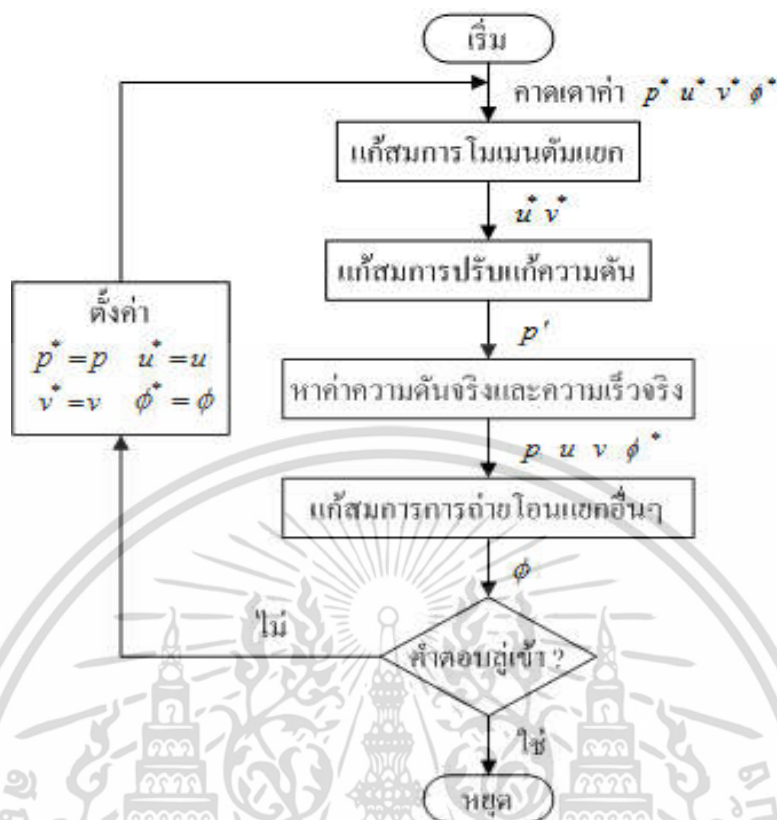 เริ่ม
คาดเดาค่า p* u* v* φ*
แก้สมการโมเมนตัมแยก
u* v*
แก้สมการปรับแก้ความดัน
p'
หาค่าความดันจริงและความเร็วจริง
p u v φ*
แก้สมการการถ่ายโอนแยกอื่นๆ
φ
คำตอบลู่เข้า ?
ไม่
ตั้งค่า
p* = p u* = u
v* = v φ* = φ
ใช่
หยุด